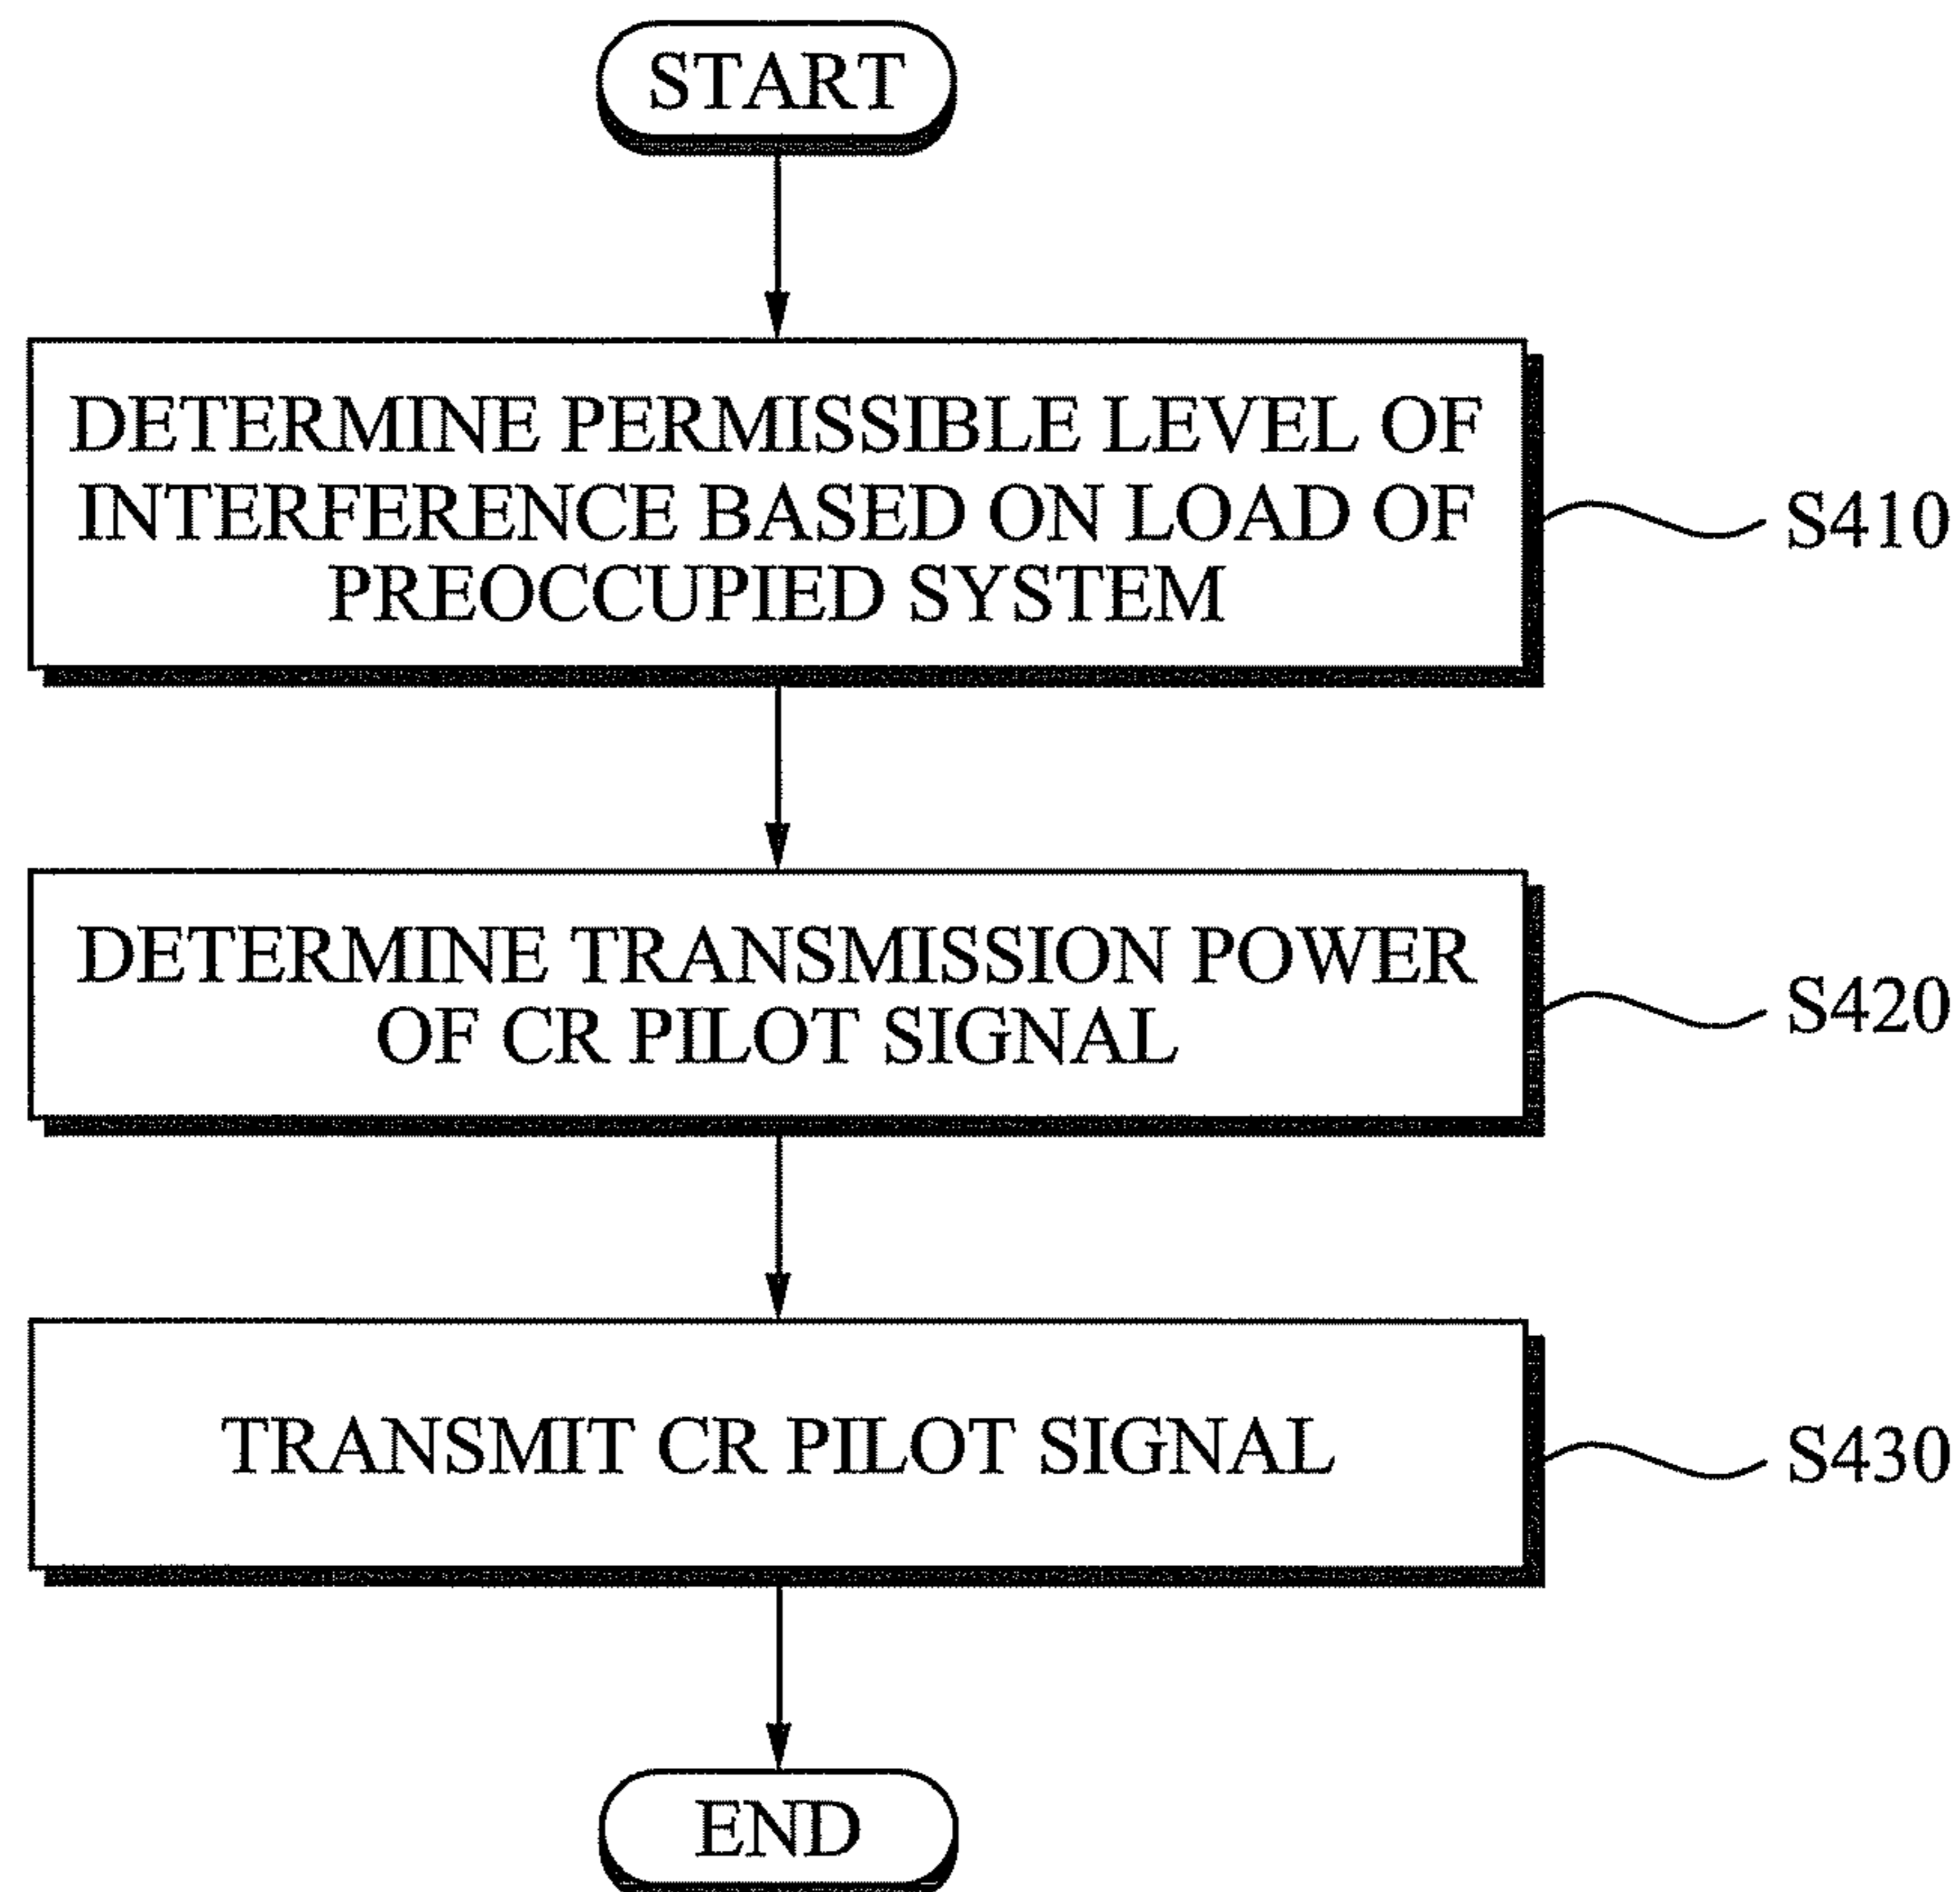 START
DETERMINE PERMISSIBLE LEVEL OF
INTERFERENCE BASED ON LOAD OF
PREOCCUPIED SYSTEM
S410
DETERMINE TRANSMISSION POWER
OF CR PILOT SIGNAL
S420
TRANSMIT CR PILOT SIGNAL
S430
END